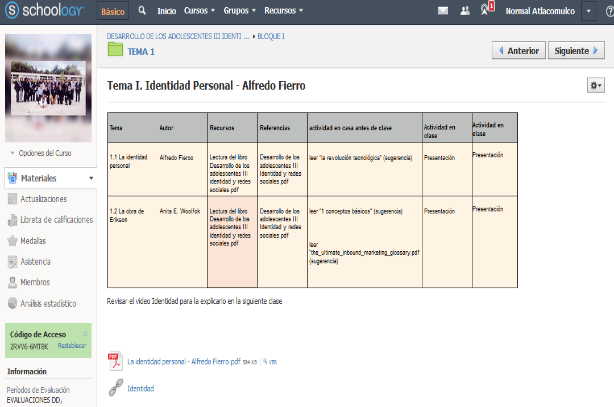 S schoology Básico Inicio Cursos Grupos Recursos 1 Normal Atlacomulco
DESARROLLO DE LOS ADOLESCENTES III IDENTI ... BLOQUE I
TEMA 1
Anterior Siguiente
Tema I. Identidad Personal - Alfredo Fierro
Opciones del Curso
Materiales
Actualizaciones
Libreta de calificaciones
Medallas
Asistencia
Miembros
Análisis estadístico
Código de Acceso
2RVV6-6MT8K Restablecer
Información
Períodos de Evaluación
EVALUACIONES DD,
Tema Autor Recursos Referencias actividad en casa antes de clase Actividad en clase Actividad en clase
1.1 La identidad personal
Alfredo Fierro
Lectura del libro
Desarrollo de los
adolescentes III
identidad y redes
sociales.pdf
Desarrollo de los
adolescentes III
Identidad y redes
sociales.pdf
leer "la revolución tecnológica" (sugerencia)
Presentación
Presentación
1.2 La obra de Erikson
Anita E. Woolfolk
Lectura del libro
Desarrollo de los
adolescentes III
identidad y redes
sociales.pdf
Desarrollo de los
adolescentes III
Identidad y redes
sociales.pdf
leer "1 conceptos básicos" (sugerencia)
leer
"the_ultimate_inbound_marketing_glossary.pdf
(sugerencia)
Presentación
Presentación
Revisar el video Identidad para la explicarlo en la siguiente clase
La identidad personal - Alfredo Fierro.pdf 594 KB VER
Identidad